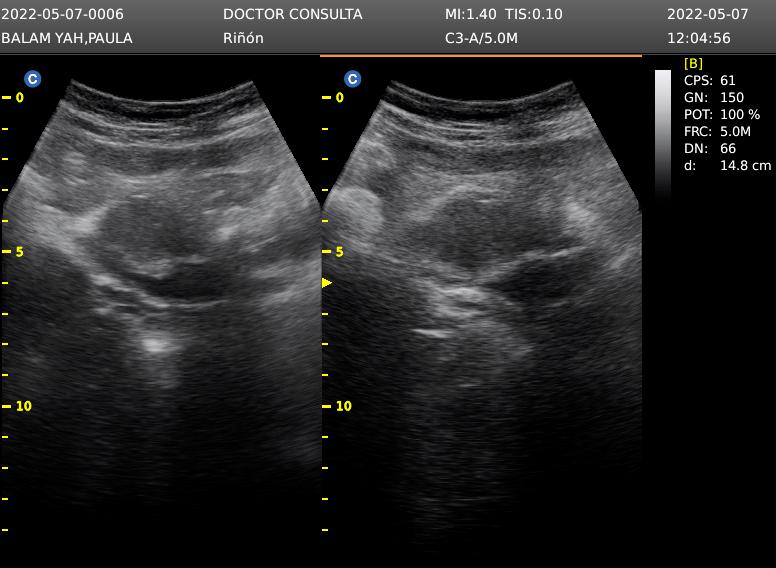 2022-05-07-0006 DOCTOR CONSULTA MI:1.40 TIS:0.10 2022-05-07
BALAM YAH,PAULA Riñón C3-A/5.0M 12:04:56
[B]
CPS: 61
GN: 150
POT: 100 %
FRC: 5.0M
DN: 66
d: 14.8 cm
C C
0 0
5 5
10 10